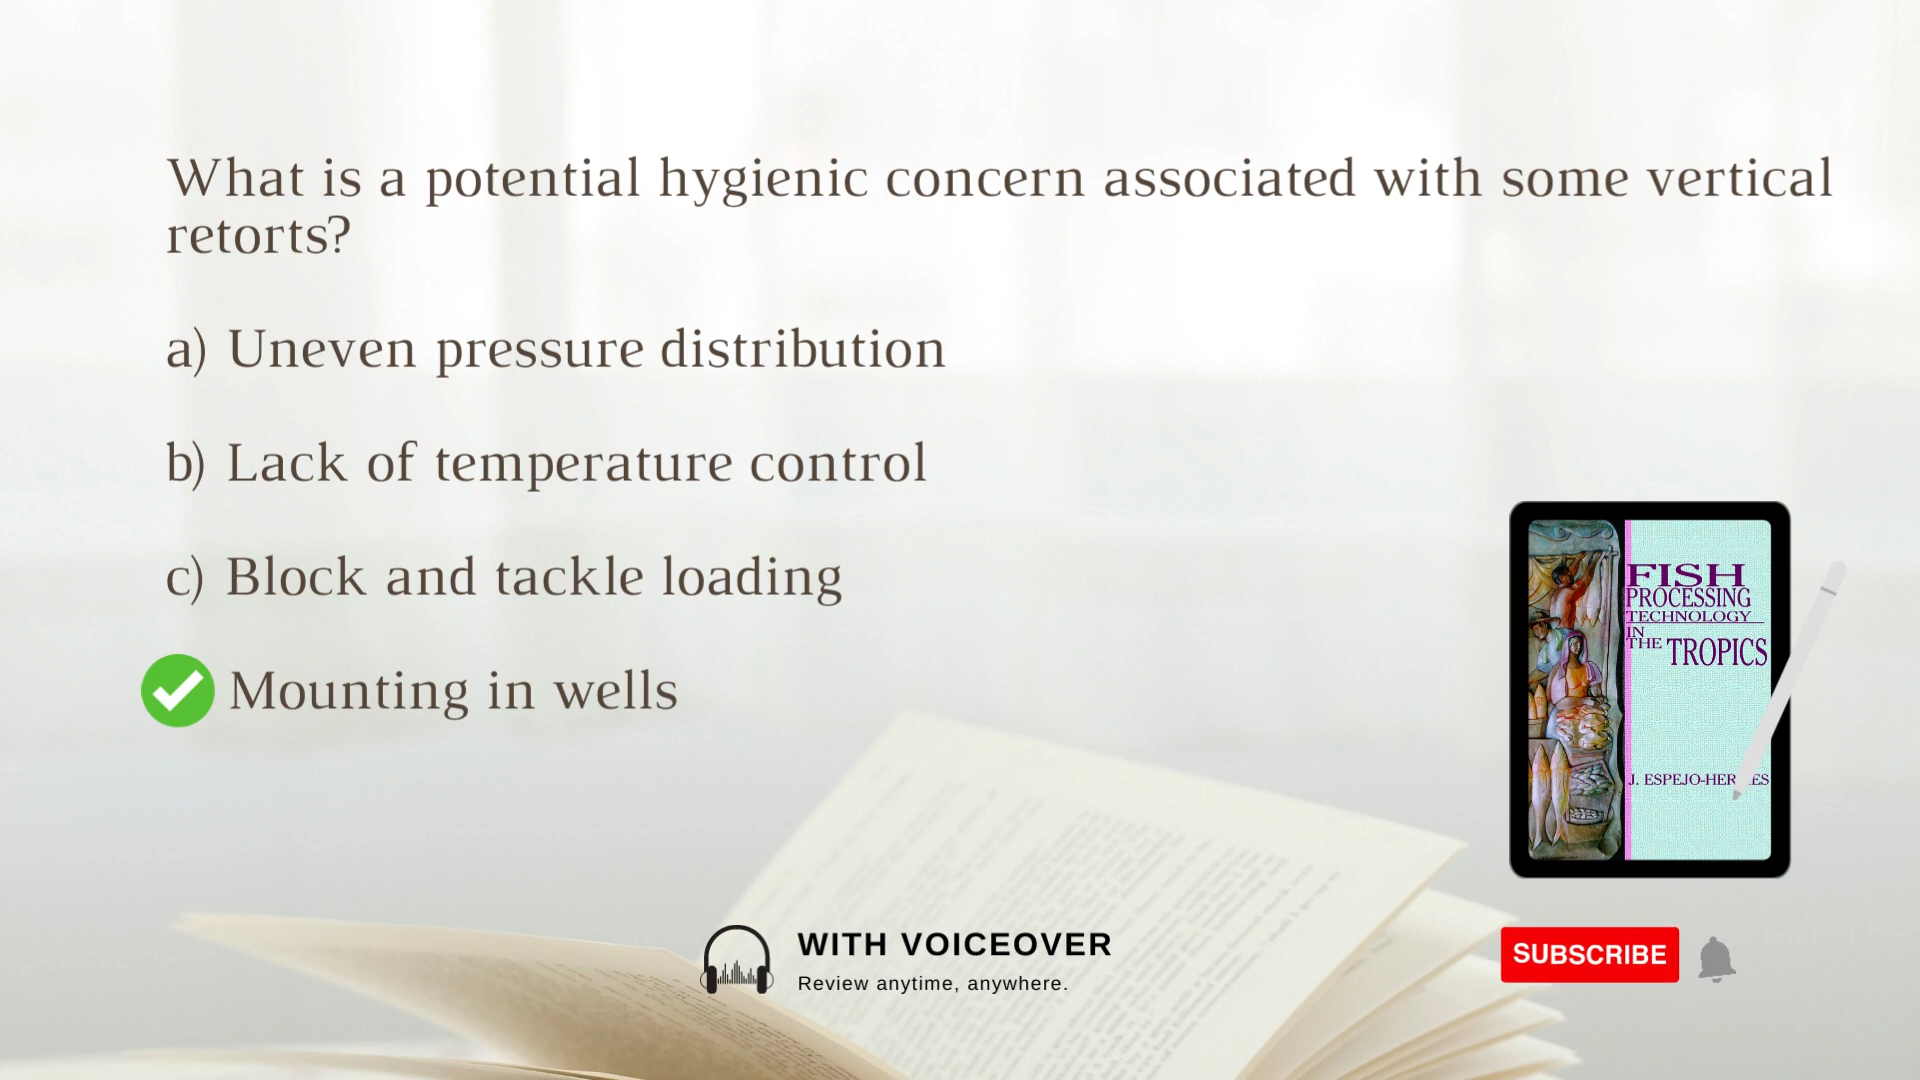 What is a potential hygienic concern associated with some vertical
retorts?
a) Uneven pressure distribution
b) Lack of temperature control
c) Block and tackle loading
Mounting in wells
FISH
PROCESSING
TECHNOLOGY
IN
THE TROPICS
WITH VOICEOVER
Review anytime, anywhere.
SUBSCRIBE